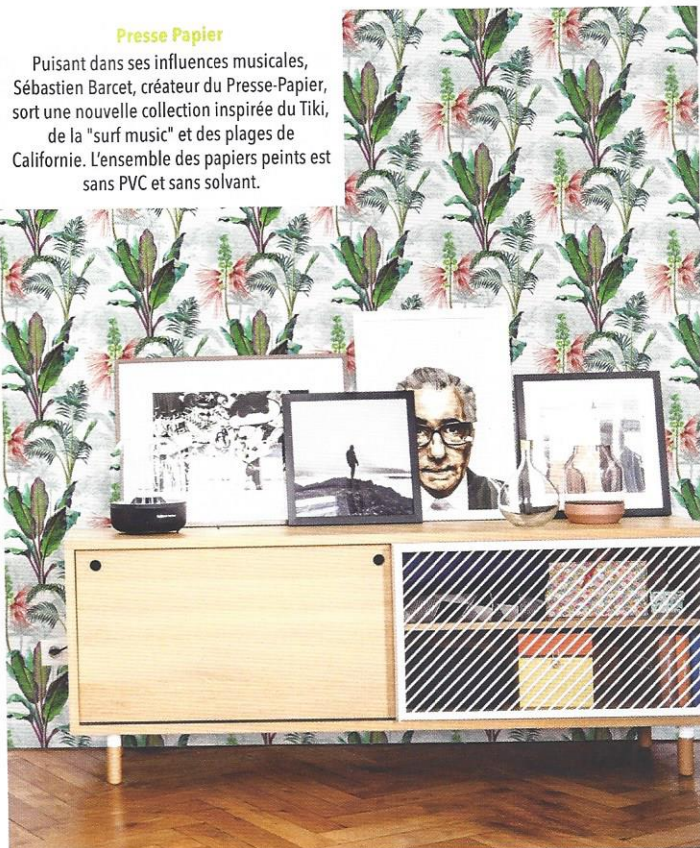 Presse Papier
Puisant dans ses influences musicales,
Sébastien Barcet, créateur du Presse-Papier,
sort une nouvelle collection inspirée du Tiki,
de la "surf music" et des plages de
Californie. L'ensemble des papiers peints est
sans PVC et sans solvant.